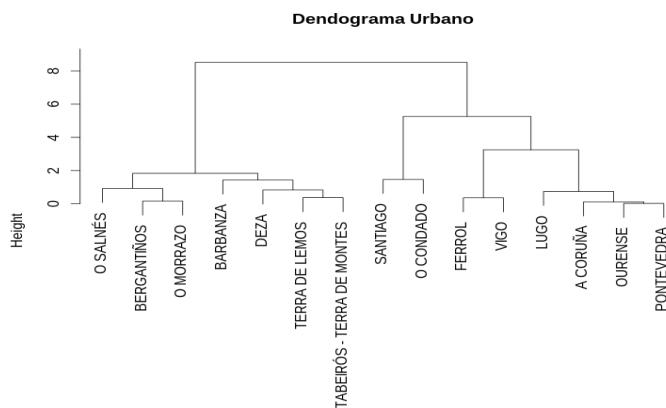 Dendograma Urbano
Height
8
6
4
2
0
O SALNÉS
BERGANTIÑOS
O MORRAZO
BARBANZA
DEZA
TERRA DE LEMOS
TABEIRÓS - TERRA DE MONTES
SANTIAGO
O CONDADO
FERROL
VIGO
LUGO
A CORUÑA
OURENSE
PONTEVEDRA